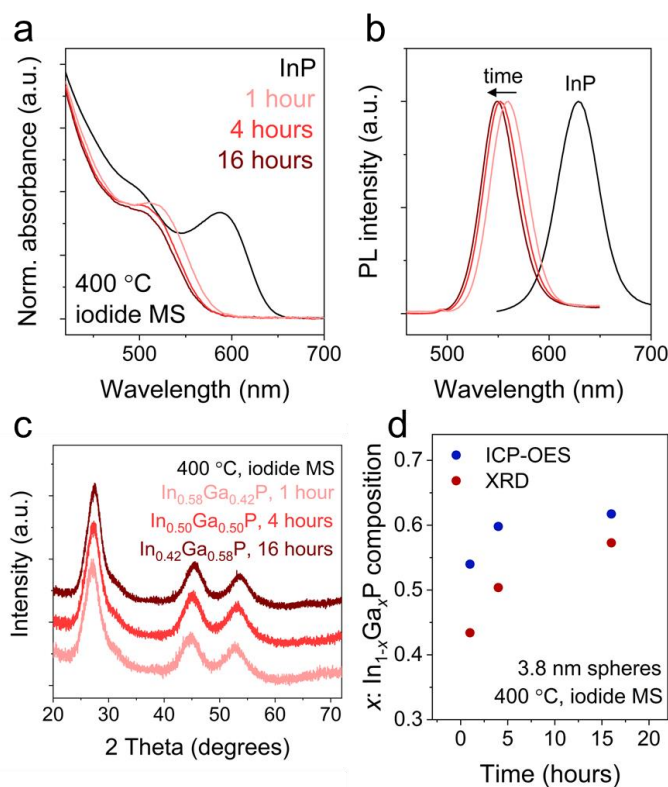 a
InP
1 hour
4 hours
16 hours
400 °C
iodide MS
Norm. absorbance (a.u.)
500 600 700
Wavelength (nm)
b
time
InP
PL intensity (a.u.)
500 600 700
Wavelength (nm)
c
400 °C, iodide MS
In0.58Ga0.42P, 1 hour
In0.50Ga0.50P, 4 hours
In0.42Ga0.58P, 16 hours
Intensity (a.u.)
20 30 40 50 60 70
2 Theta (degrees)
d
ICP-OES
XRD
3.8 nm spheres
400 °C, iodide MS
x: In1-xGaxP composition
0.7
0.6
0.5
0.4
0.3
0 5 10 15 20
Time (hours)